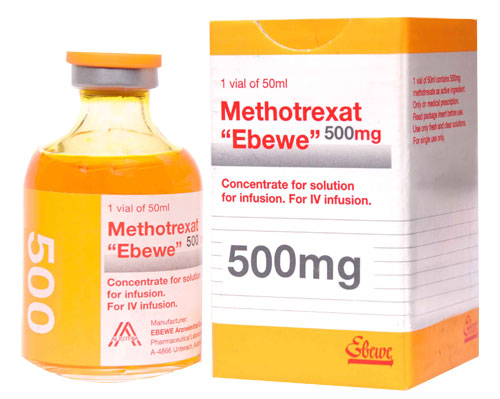 1 vial of 50ml
Methotrexat
“Ebewe” 500
Concentrate for solution
for infusion.
For IV infusion.
Manufacturer:
EBEWE
Pharmaceutical
A-4866 Unterach,
500
1 vial of 50ml
Methotrexat
“Ebewe” 500mg
Concentrate for solution
for infusion. For IV infusion.
500mg
Ebewe
1 vial of 50ml contains 500mg
methotrexate as active ingredient.
Only on medical prescription.
Read package insert before use.
Use only fresh and clear solutions.
For single use only.